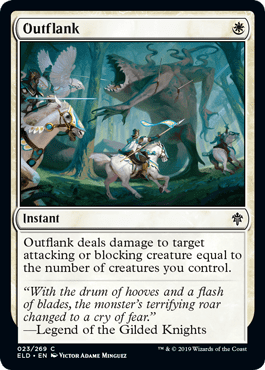 Outflank
Instant
Outflank deals damage to target
attacking or blocking creature equal to
the number of creatures you control.
“With the drum of hooves and a flash
of blades, the monster’s terrifying roar
changed to a cry of fear.”
—Legend of the Gilded Knights
023/269 C
ELD • EN VICTOR ADAME MINGUEZ
™ & © 2019 Wizards of the Coast